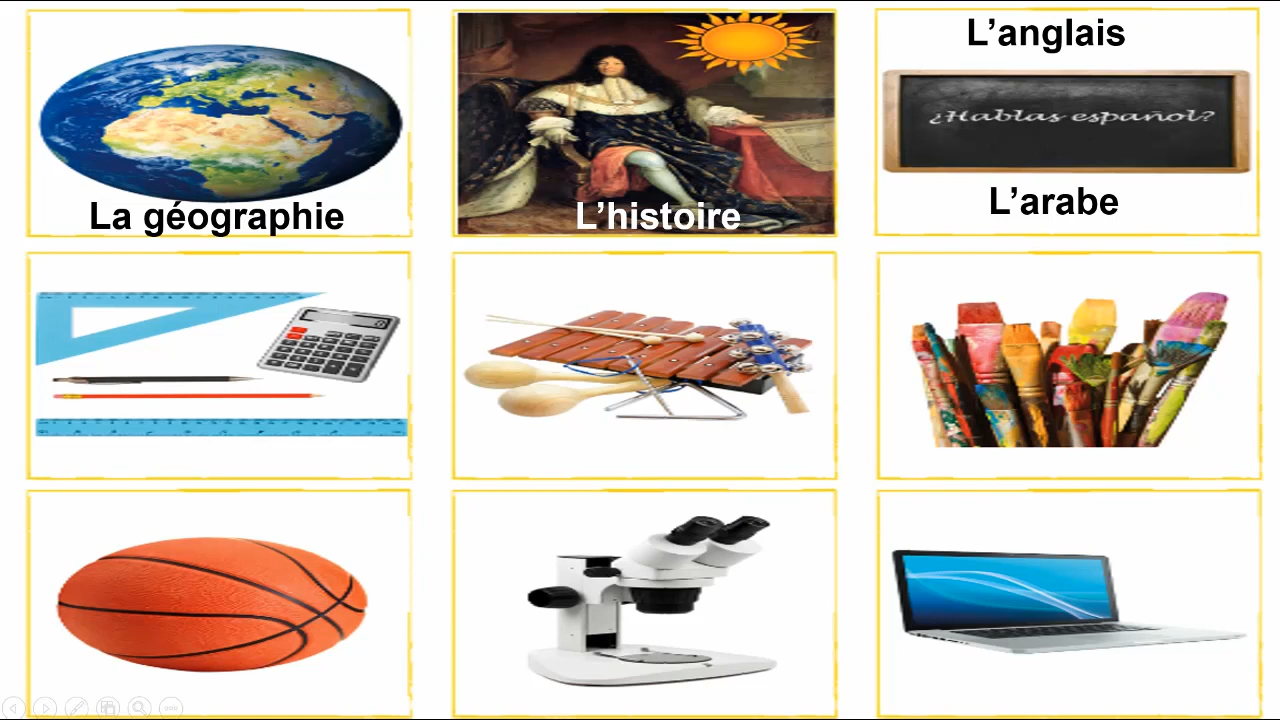 La géographie
L'histoire
L'anglais
¿Hablas español?
L'arabe